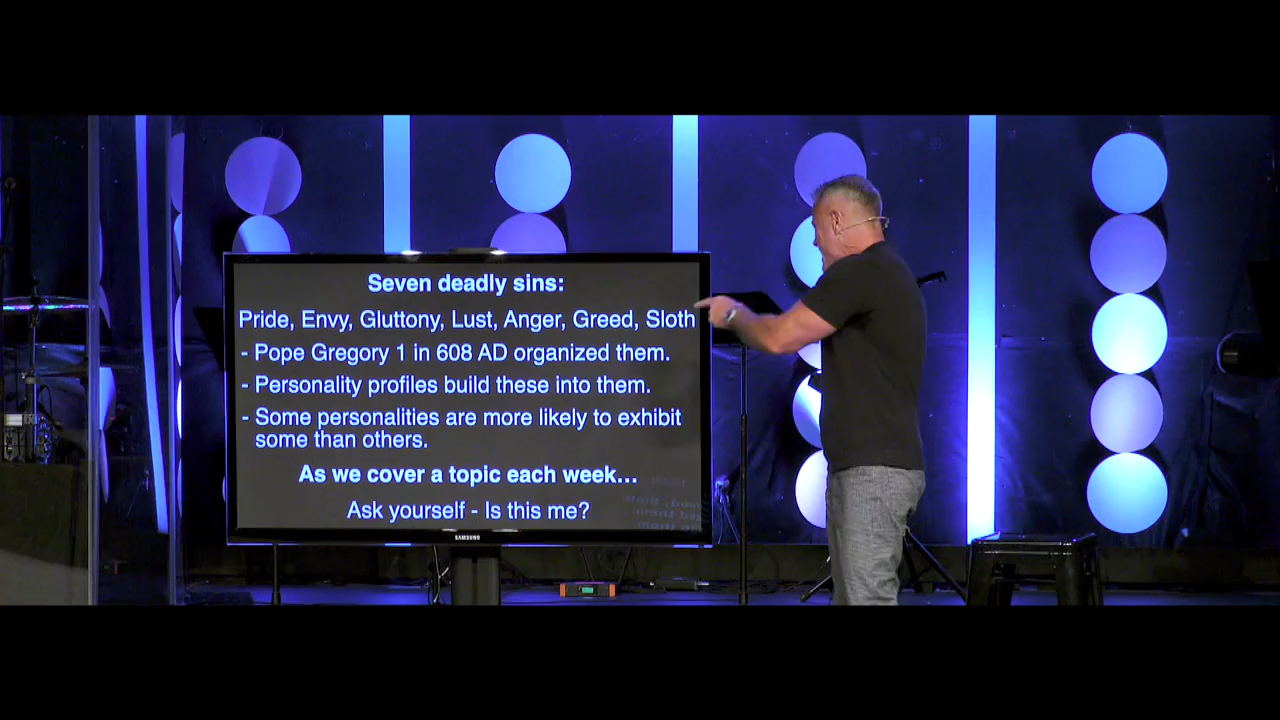 Seven deadly sins:
Pride, Envy, Gluttony, Lust, Anger, Greed, Sloth
- Pope Gregory 1 in 608 AD organized them.
- Personality profiles build these into them.
- Some personalities are more likely to exhibit
some than others.
As we cover a topic each week...
Ask yourself - Is this me?
SAMSUNG